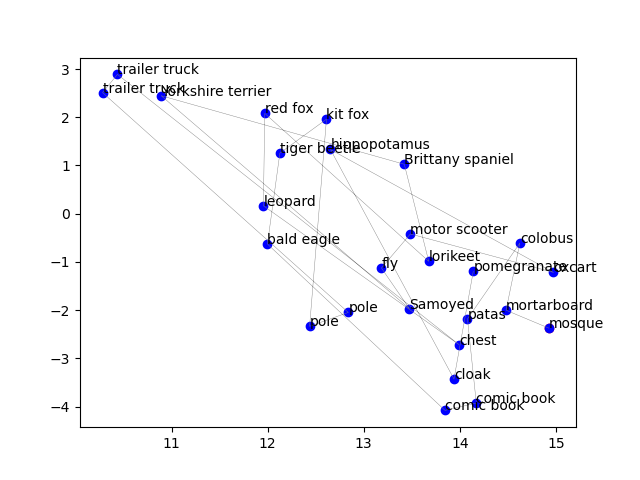 trailer truck
trailer truck
Yorkshire terrier
red fox
kit fox
hippopotamus
tiger beetle
Brittany spaniel
leopard
motor scooter
bald eagle
colobus
lorikeet
fly
pomegranate
oxcart
Samoyed
mortarboard
pole
pole
patas
mosque
chest
cloak
comic book
comic book
3
2
1
0
−1
−2
−3
−4
11
12
13
14
15